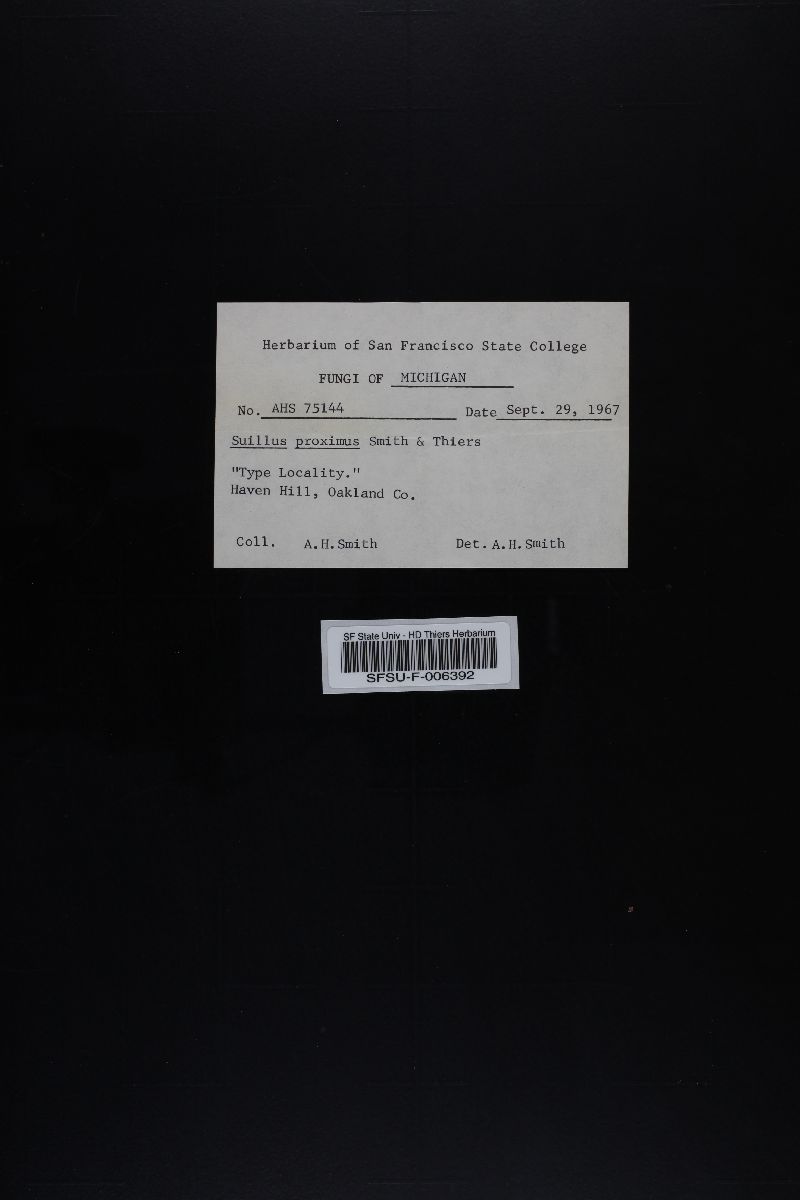 Herbarium of San Francisco State College
FUNGI OF MICHIGAN
No. AHS 75144 Date Sept. 29, 1967
Suillus proximus Smith & Thiers
"Type Locality."
Haven Hill, Oakland Co.
Coll. A.H.Smith Det. A.H.Smith
SF State Univ - HD Thiers Herbarium
SFSU-F-006392